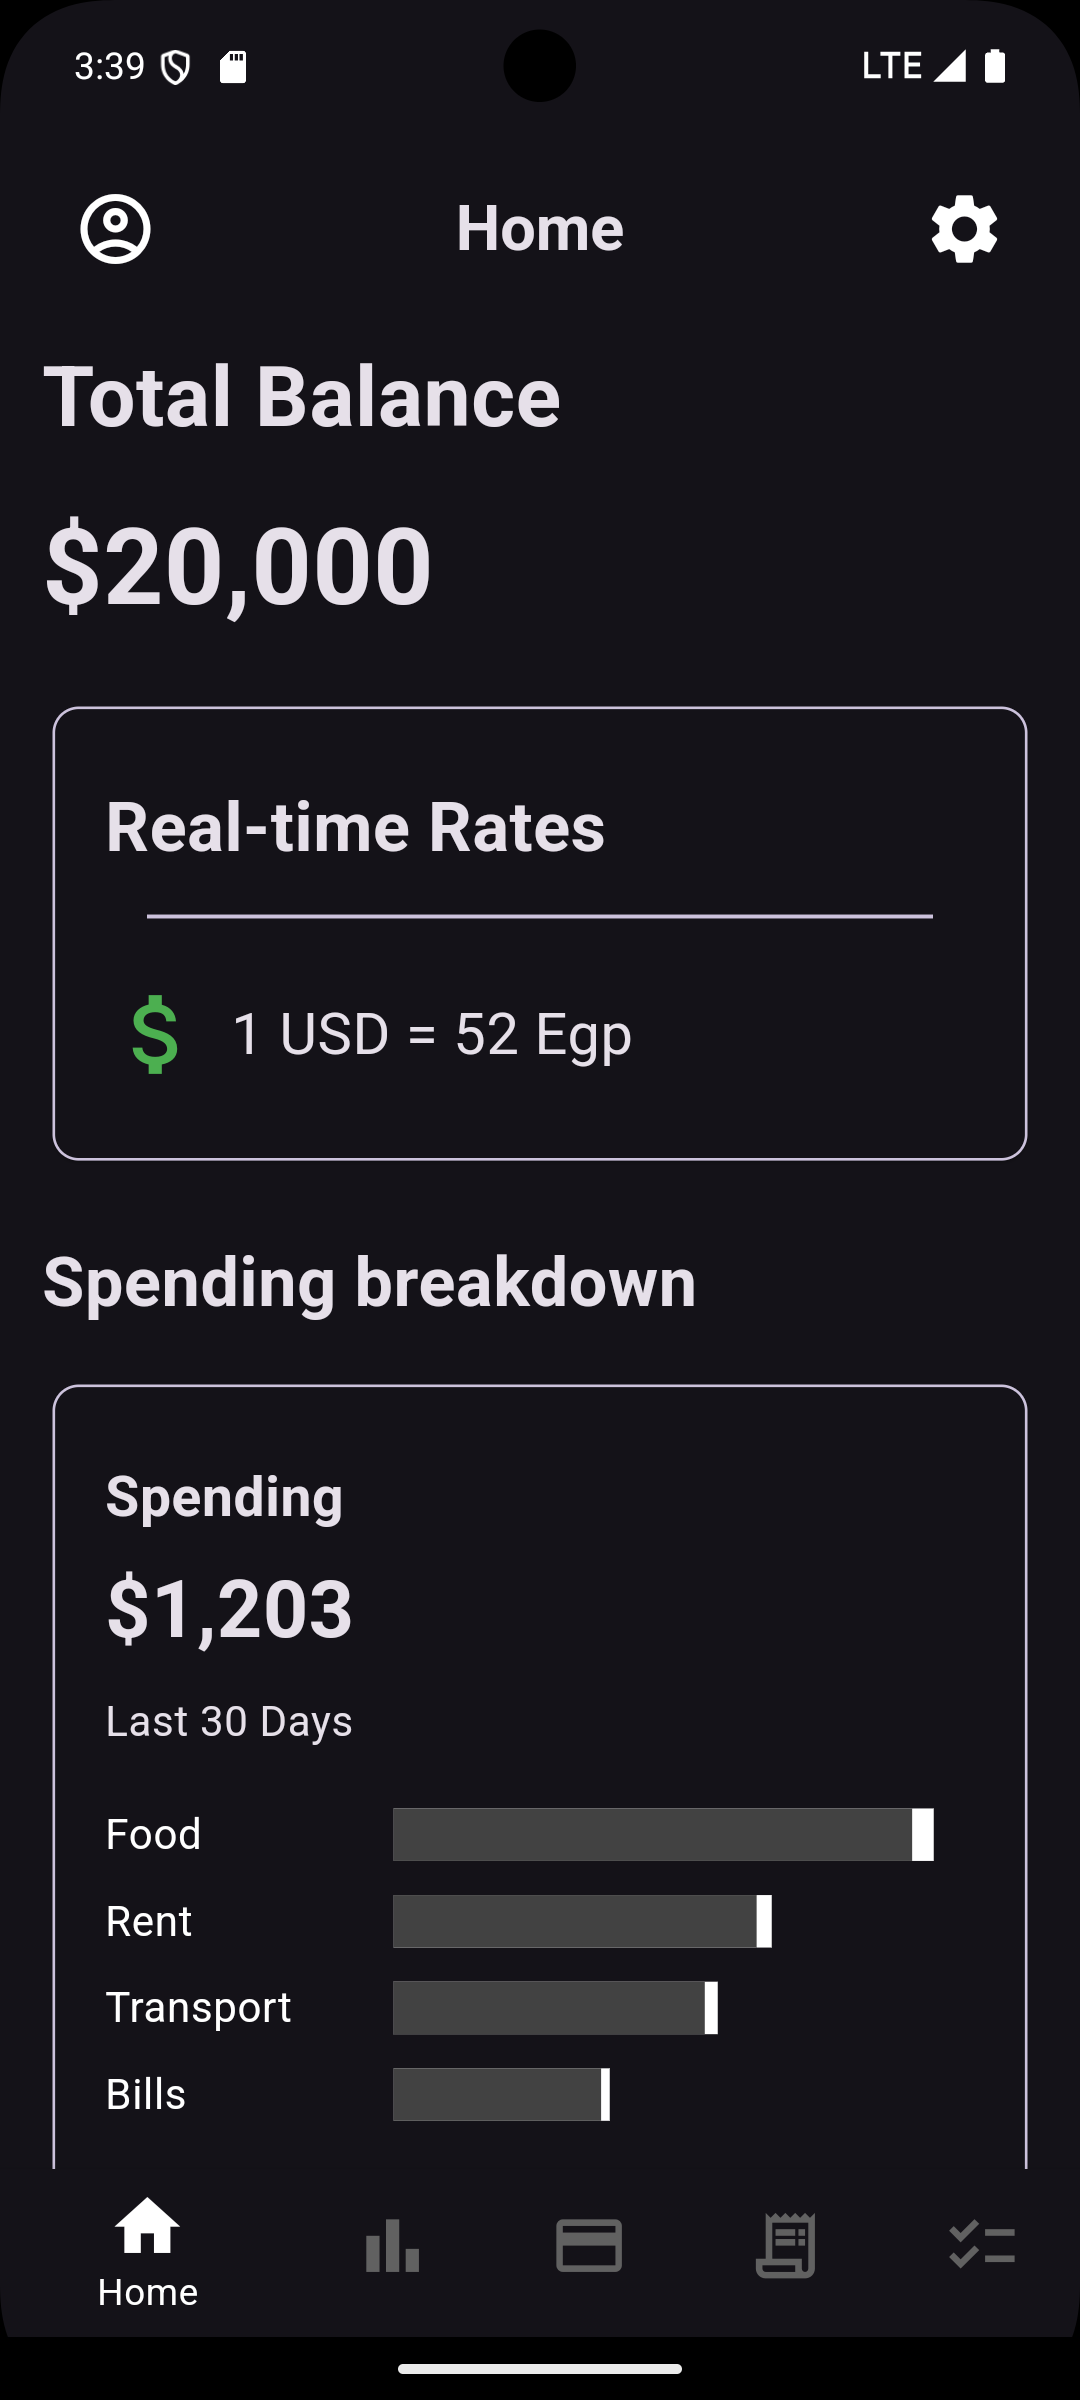 3:39
LTE
Home
Total Balance
$20,000
Real-time Rates
$ 1 USD = 52 Egp
Spending breakdown
Spending
$1,203
Last 30 Days
Food
Rent
Transport
Bills
Home